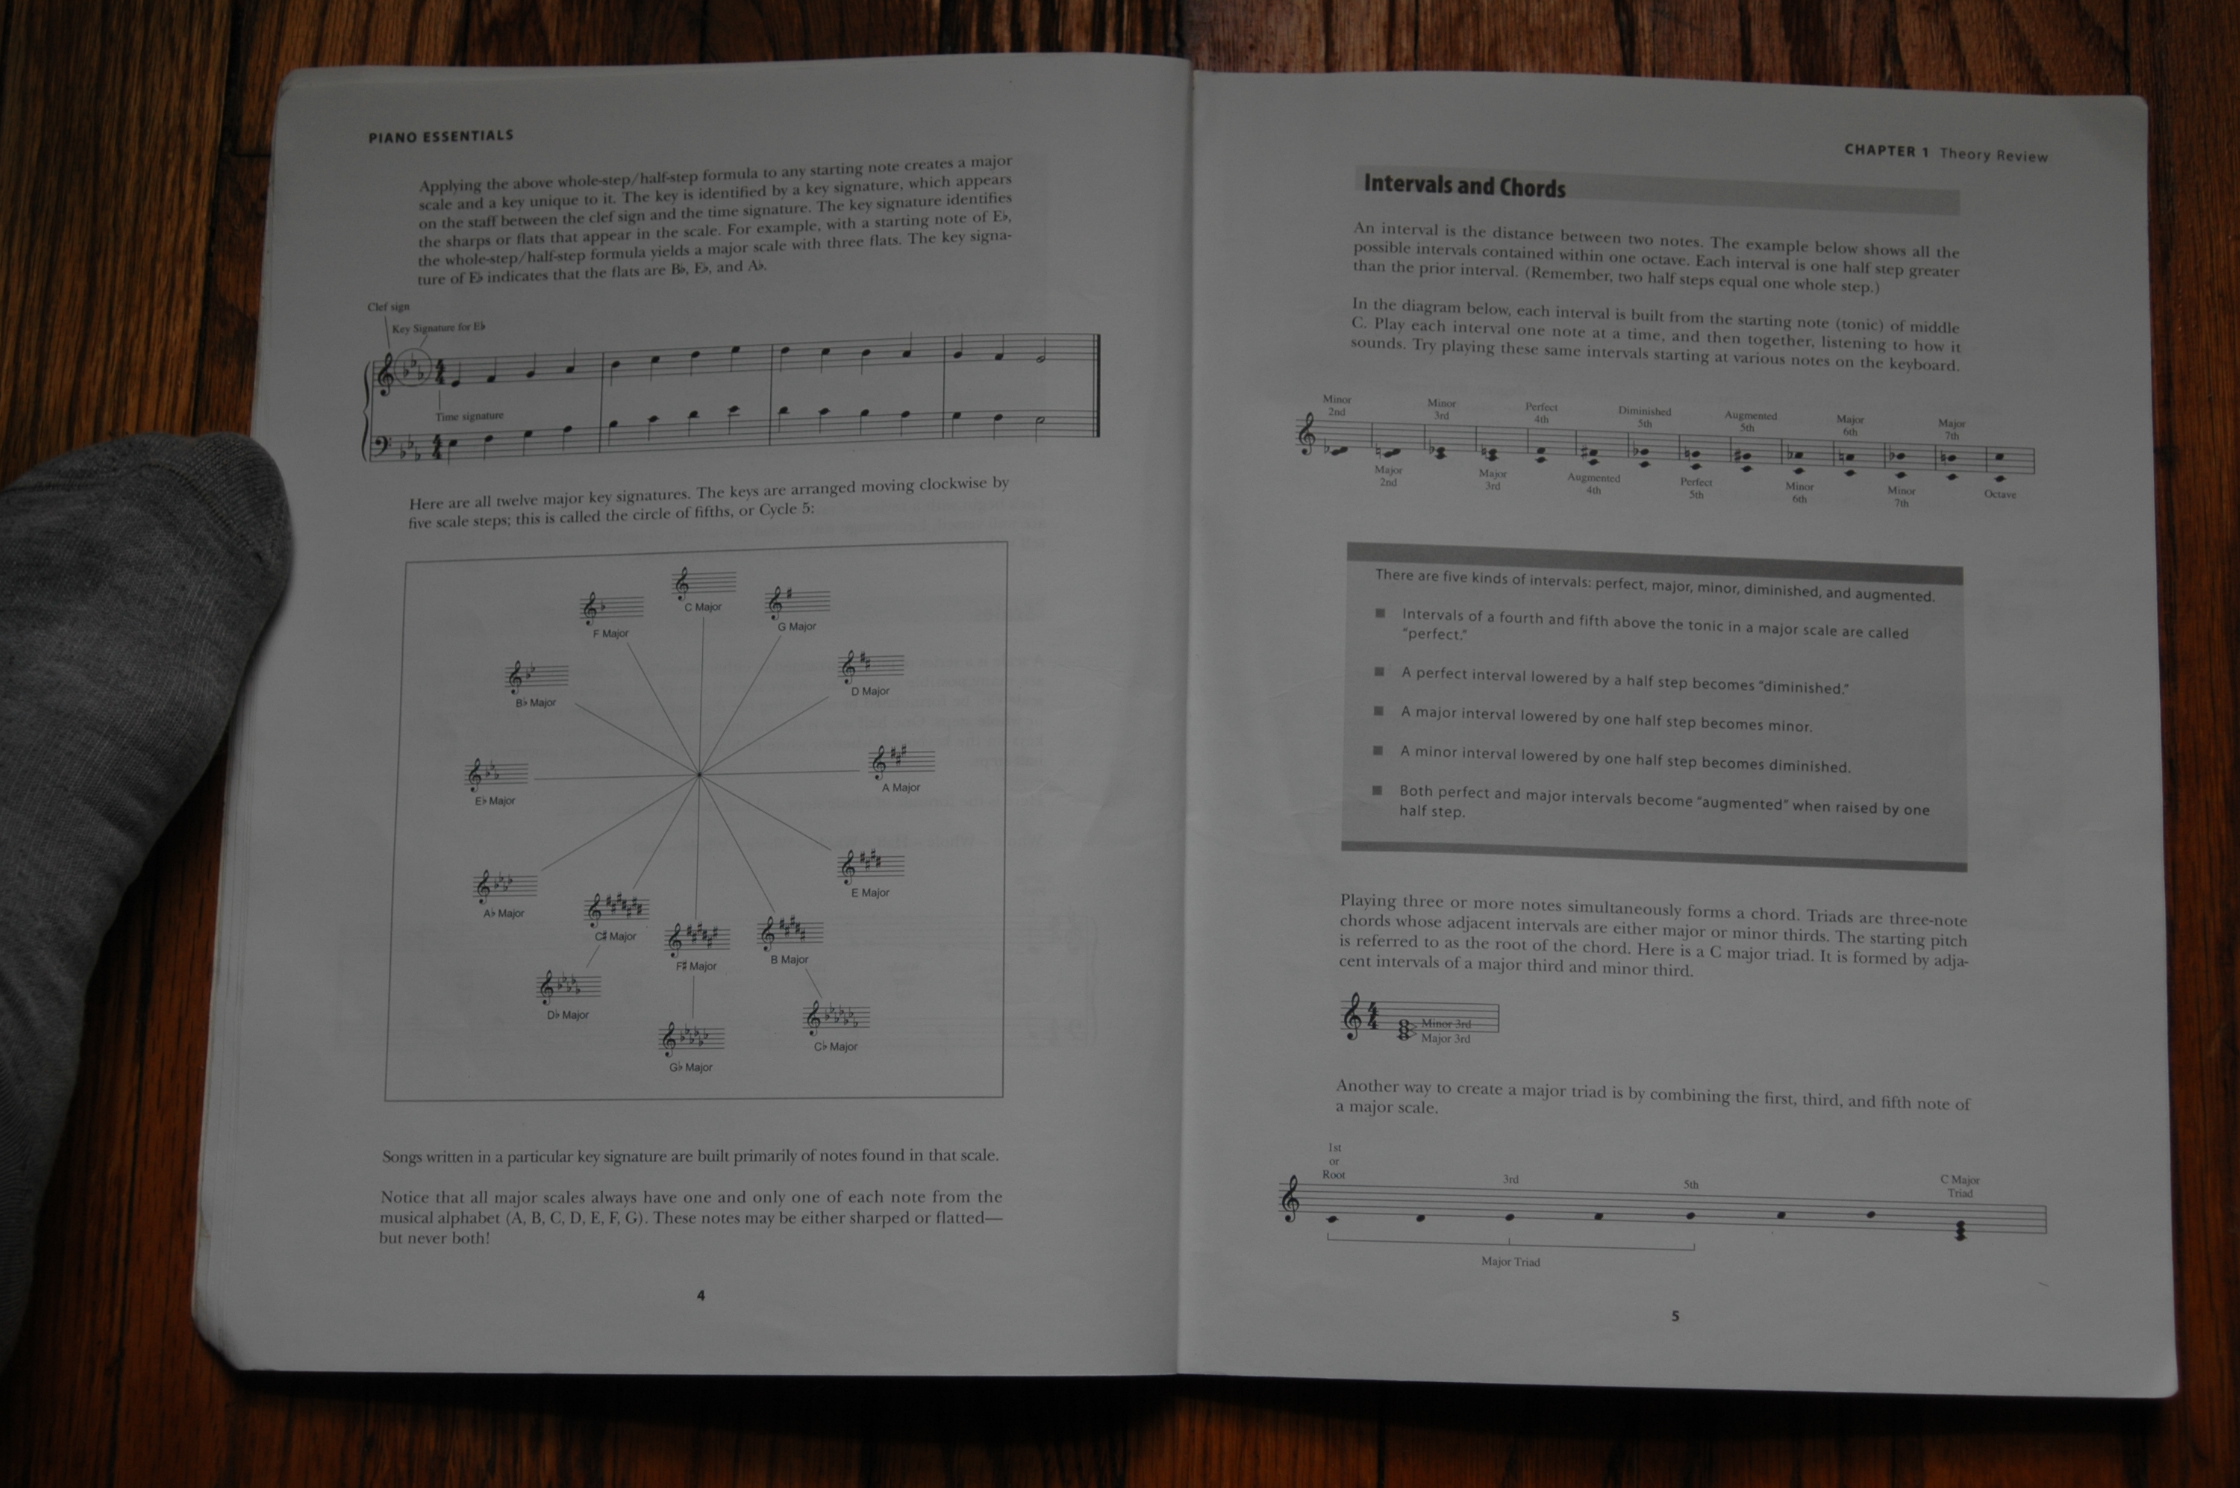 PIANO ESSENTIALS
Applying the above whole-step/half-step formula to any starting note creates a major
scale and a key unique to it. The key is identified by a key signature, which appears
on the staff between the clef sign and the time signature. The key signature identifies
the sharps or flats that appear in the scale. For example, with a starting note of E♭,
the whole-step/half-step formula yields a major scale with three flats. The key signa-
ture of E♭ indicates that the flats are B♭, E♭, and A♭.
Clef sign
Key Signature for E♭
4
4
Time signature
4
4
Here are all twelve major key signatures. The keys are arranged moving clockwise by
five scale steps; this is called the circle of fifths, or Cycle 5:
C Major
F Major
G Major
B♭ Major
D Major
E♭ Major
A Major
A♭ Major
E Major
C♯ Major
F♯ Major
B Major
D♭ Major
G♭ Major
C♭ Major
Songs written in a particular key signature are built primarily of notes found in that scale.
Notice that all major scales always have one and only one of each note from the
musical alphabet (A, B, C, D, E, F, G). These notes may be either sharped or flatted—
but never both!
4
CHAPTER 1 Theory Review
Intervals and Chords
An interval is the distance between two notes. The example below shows all the
possible intervals contained within one octave. Each interval is one half step greater
than the prior interval. (Remember, two half steps equal one whole step.)
In the diagram below, each interval is built from the starting note (tonic) of middle
C. Play each interval one note at a time, and then together, listening to how it
sounds. Try playing these same intervals starting at various notes on the keyboard.
Minor 2nd
Minor 3rd
Perfect 4th
Diminished 5th
Augmented 5th
Major 6th
Major 7th
Major 2nd
Major 3rd
Augmented 4th
Perfect 5th
Minor 6th
Minor 7th
Octave
There are five kinds of intervals: perfect, major, minor, diminished, and augmented.
■ Intervals of a fourth and fifth above the tonic in a major scale are called
"perfect."
■ A perfect interval lowered by a half step becomes "diminished."
■ A major interval lowered by one half step becomes minor.
■ A minor interval lowered by one half step becomes diminished.
■ Both perfect and major intervals become "augmented" when raised by one
half step.
Playing three or more notes simultaneously forms a chord. Triads are three-note
chords whose adjacent intervals are either major or minor thirds. The starting pitch
is referred to as the root of the chord. Here is a C major triad. It is formed by adja-
cent intervals of a major third and minor third.
4
4
Minor 3rd
Major 3rd
Another way to create a major triad is by combining the first, third, and fifth note of
a major scale.
1st
or
Root
3rd
5th
C Major
Triad
Major Triad
5